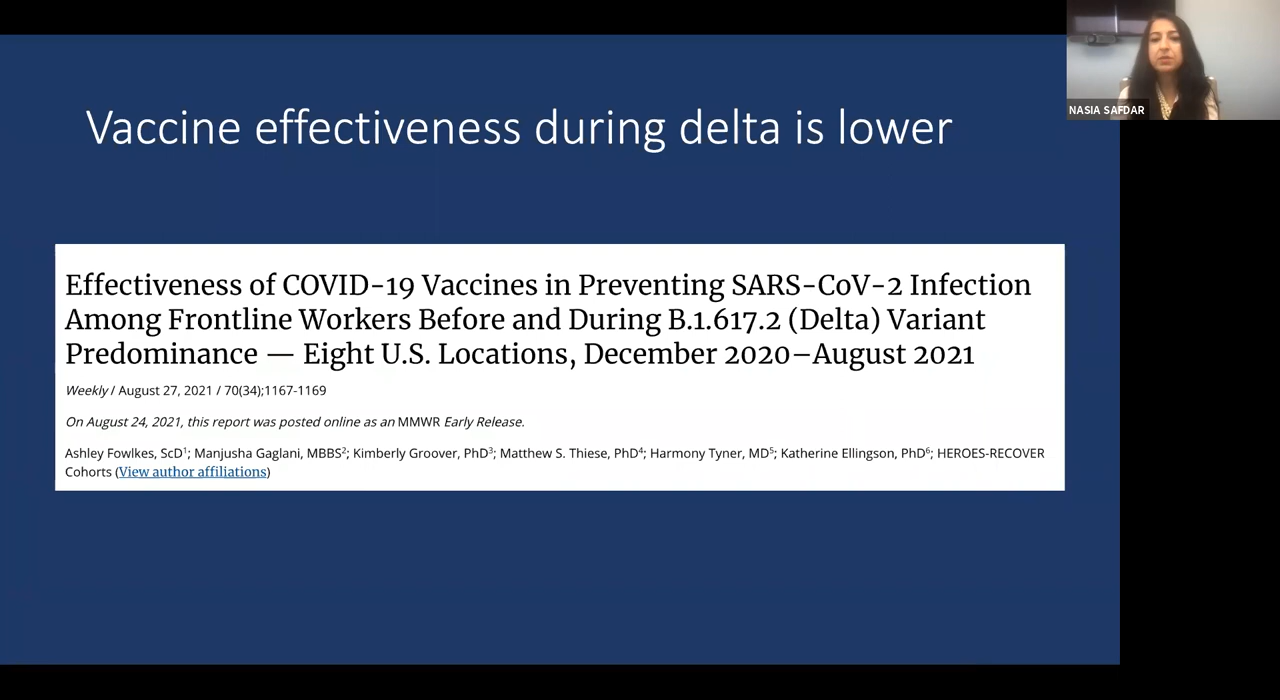 NASIA SAFDAR
Vaccine effectiveness during delta is lower
Effectiveness of COVID-19 Vaccines in Preventing SARS-CoV-2 Infection
Among Frontline Workers Before and During B.1.617.2 (Delta) Variant
Predominance — Eight U.S. Locations, December 2020–August 2021
Weekly / August 27, 2021 / 70(34);1167-1169
On August 24, 2021, this report was posted online as an MMWR Early Release.
Ashley Fowlkes, ScD1; Manjusha Gaglani, MBBS2; Kimberly Groover, PhD3; Matthew S. Thiese, PhD4; Harmony Tyner, MD5; Katherine Ellingson, PhD6; HEROES-RECOVER
Cohorts (View author affiliations)